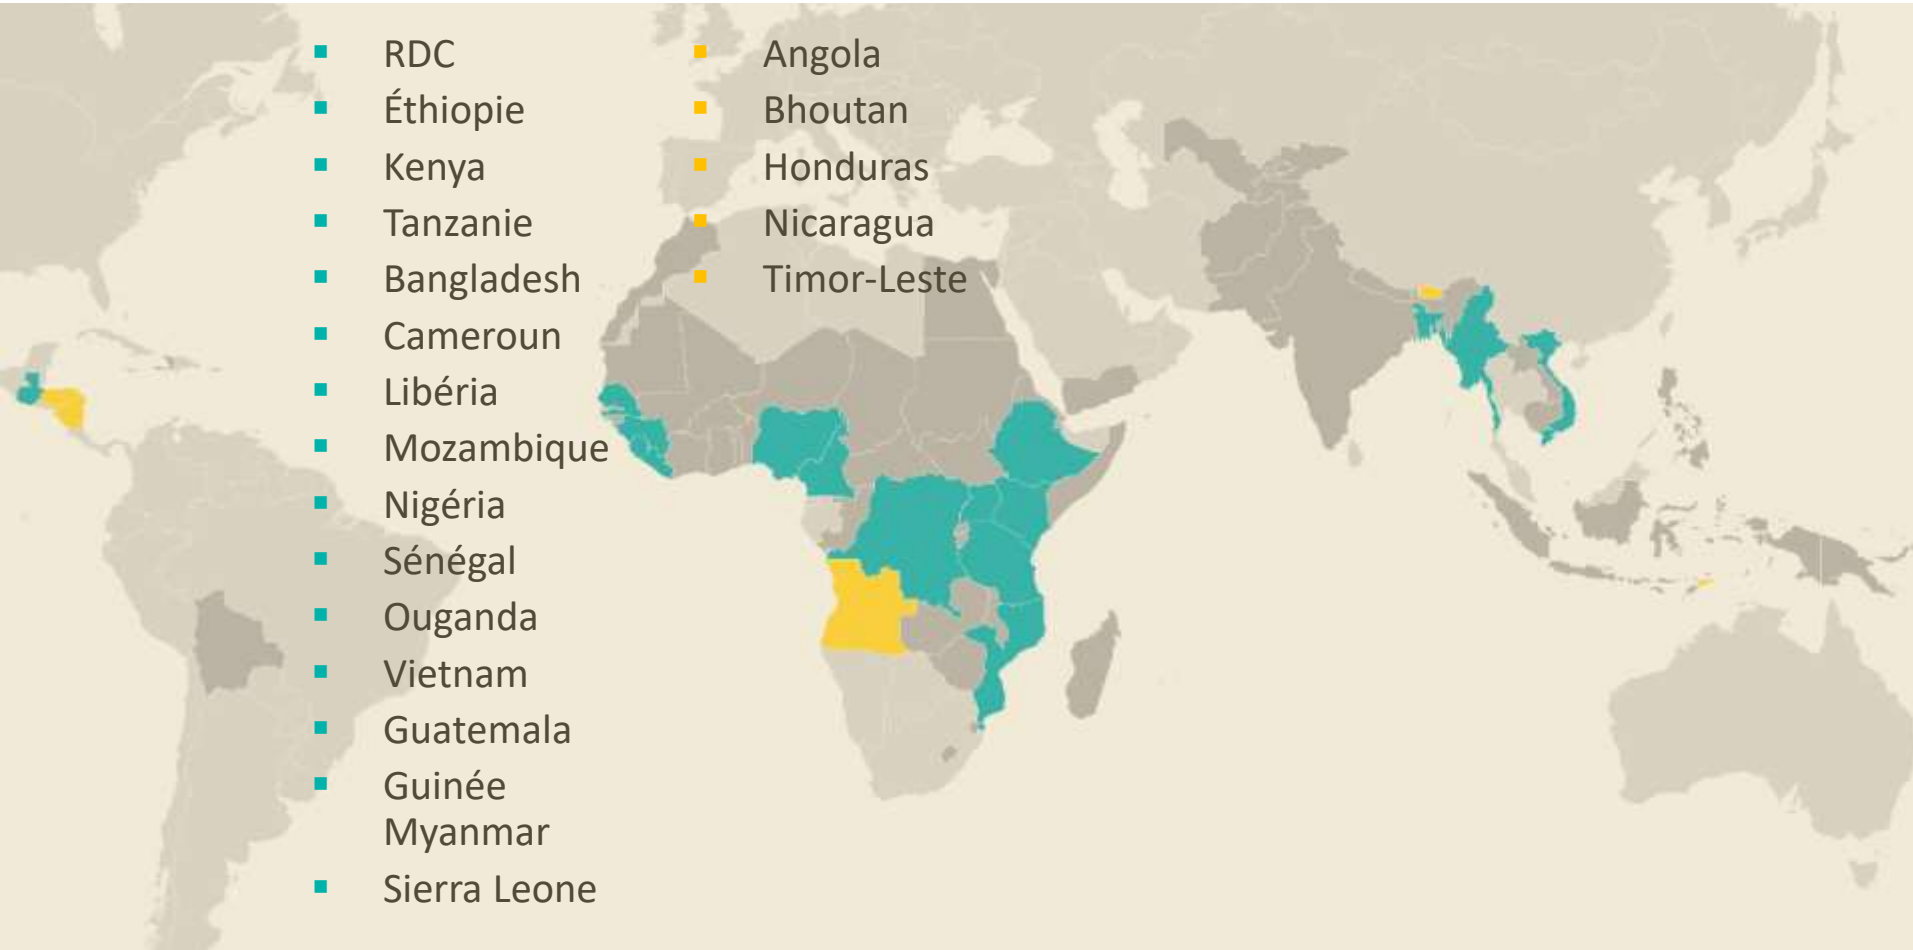 RDC
Éthiopie
Kenya
Tanzanie
Bangladesh
Cameroun
Libéria
Mozambique
Nigéria
Sénégal
Ouganda
Vietnam
Guatemala
Guinée
Myanmar
Sierra Leone
Angola
Bhoutan
Honduras
Nicaragua
Timor-Leste